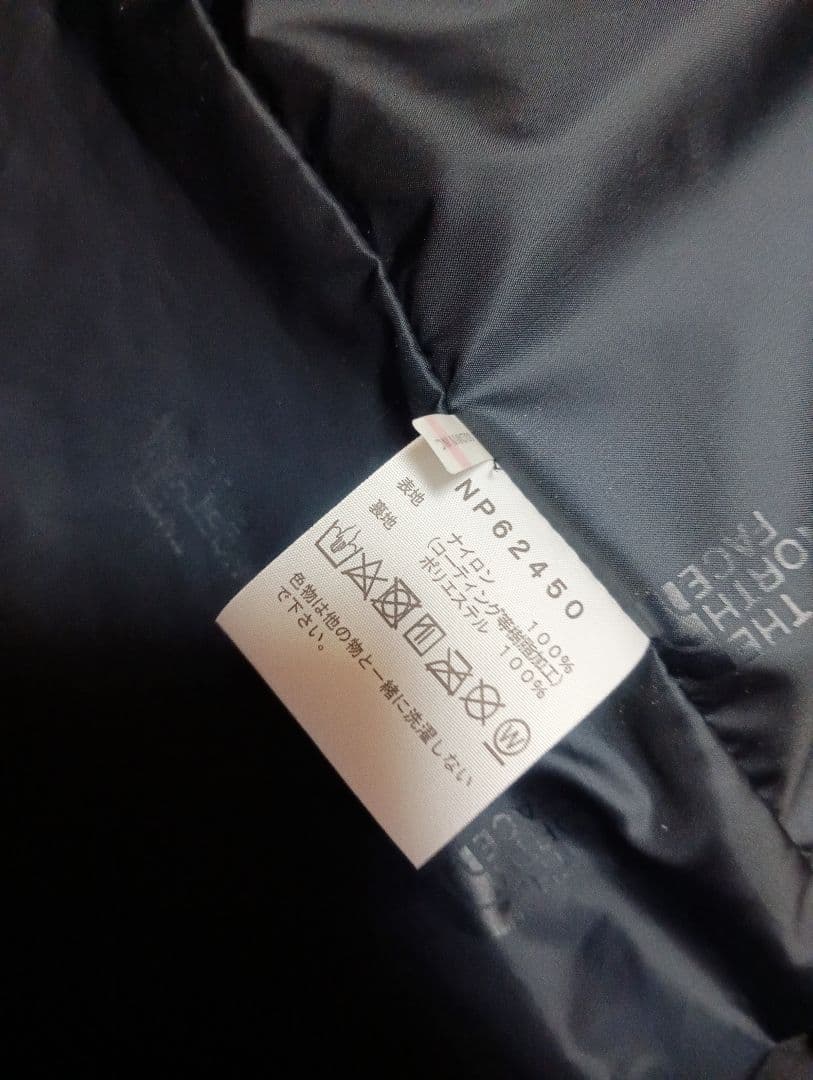 NP62450
表地 ナイロン 100%
(コーティング等樹脂加工)
裏地 ポリエステル 100%
W
色物は他の物と一緒に洗濯しない
で下さい。
THE
NORTH
FACE